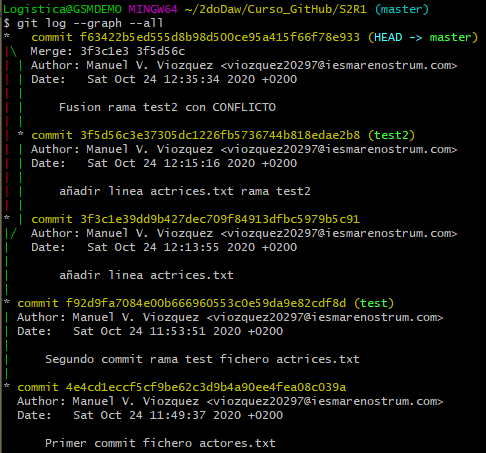 Logistica@GSMDEMO MINGW64 ~/2doDaw/Curso_GitHub/S2R1 (master)
$ git log --graph --all
*   commit f63422b5ed555d8b98d500ce95a415f66f78e933 (HEAD -> master)
|\  Merge: 3f3c1e3 3f5d56c
| | Author: Manuel V. Viozquez <viozquez20297@iesmarenostrum.com>
| | Date:   Sat Oct 24 12:35:34 2020 +0200
| |
| |     Fusion rama test2 con CONFLICTO
| |
| * commit 3f5d56c3e37305dc1226fb5736744b818edae2b8 (test2)
| | Author: Manuel V. Viozquez <viozquez20297@iesmarenostrum.com>
| | Date:   Sat Oct 24 12:15:16 2020 +0200
| |
| |     añadir linea actrices.txt rama test2
| |
* | commit 3f3c1e39dd9b427dec709f84913dfbc5979b5c91
|/  Author: Manuel V. Viozquez <viozquez20297@iesmarenostrum.com>
|   Date:   Sat Oct 24 12:13:55 2020 +0200
|
|       añadir linea actrices.txt
|
* commit f92d9fa7084e00b666960553c0e59da9e82cdf8d (test)
| Author: Manuel V. Viozquez <viozquez20297@iesmarenostrum.com>
| Date:   Sat Oct 24 11:53:51 2020 +0200
|
|     Segundo commit rama test fichero actrices.txt
|
* commit 4e4cd1eccf5cf9be62c3d9b4a90ee4fea08c039a
  Author: Manuel V. Viozquez <viozquez20297@iesmarenostrum.com>
  Date:   Sat Oct 24 11:49:37 2020 +0200

      Primer commit fichero actores.txt